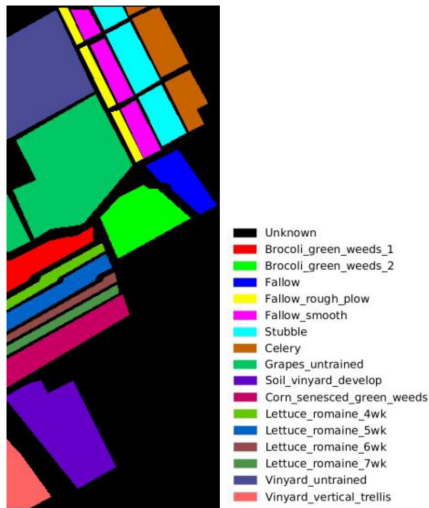 Unknown
Brocoli_green_weeds_1
Brocoli_green_weeds_2
Fallow
Fallow_rough_plow
Fallow_smooth
Stubble
Celery
Grapes_untrained
Soil_vinyard_develop
Corn_senesced_green_weeds
Lettuce_romaine_4wk
Lettuce_romaine_5wk
Lettuce_romaine_6wk
Lettuce_romaine_7wk
Vinyard_untrained
Vinyard_vertical_trellis